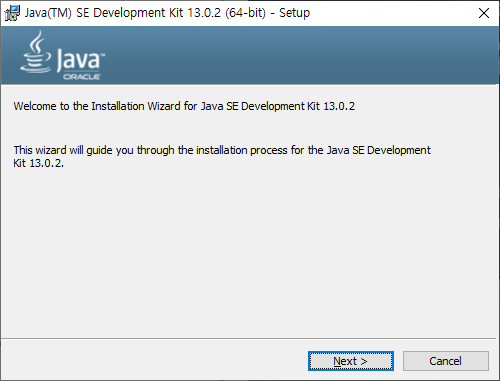 Java(TM) SE Development Kit 13.0.2 (64-bit) - Setup
Java™
ORACLE
Welcome to the Installation Wizard for Java SE Development Kit 13.0.2
This wizard will guide you through the installation process for the Java SE Development
Kit 13.0.2.
Next >
Cancel